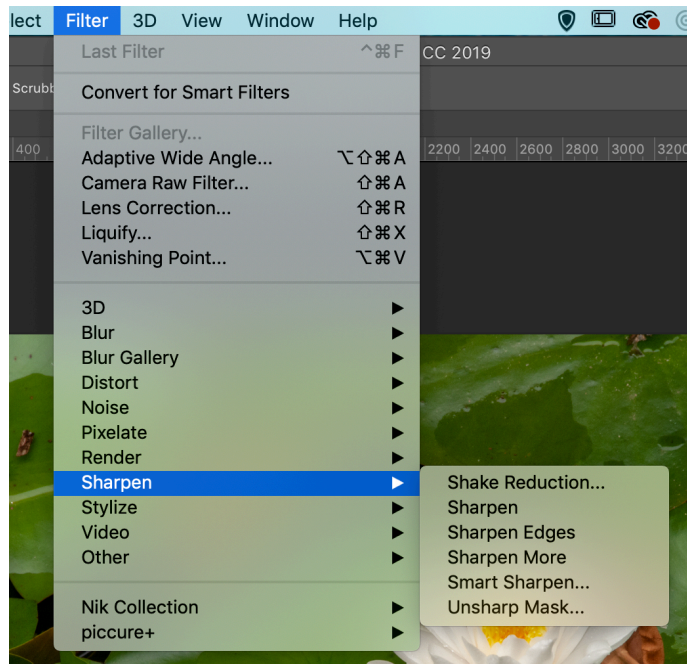 lect Filter 3D View Window Help
Last Filter ^⌘F
CC 2019
Scrubb
Convert for Smart Filters
Filter Gallery...
400 2200 2400 2600 2800 3000 3200
Adaptive Wide Angle... ⌥⇧⌘A
Camera Raw Filter... ⇧⌘A
Lens Correction... ⇧⌘R
Liquify... ⇧⌘X
Vanishing Point... ⌥⌘V
3D
Blur
Blur Gallery
Distort
Noise
Pixelate
Render
Sharpen
Stylize
Video
Other
Nik Collection
piccure+
Shake Reduction...
Sharpen
Sharpen Edges
Sharpen More
Smart Sharpen...
Unsharp Mask...